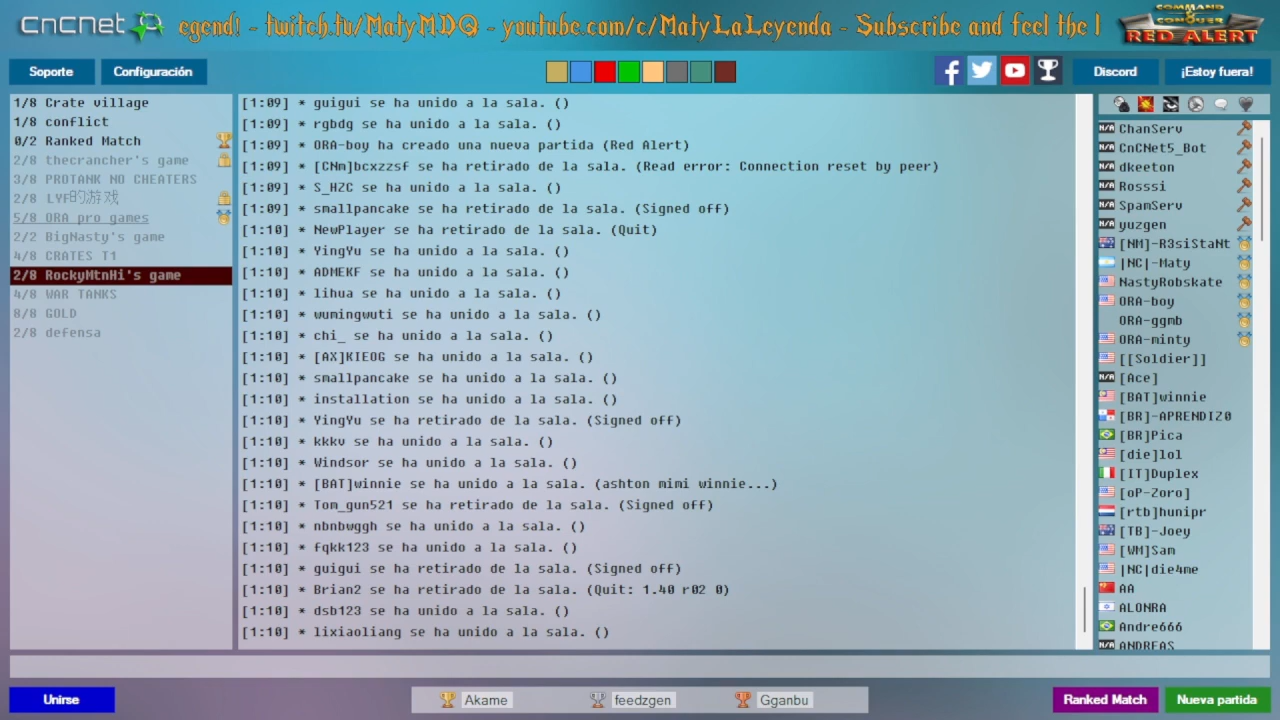 CnCNet
egend! - twitch.tv/MatyMDQ - youtube.com/c/MatyLaLeyenda - Subscribe and feel the l
COMMAND & CONQUER
RED ALERT
Soporte
Configuración
Discord
¡Estoy fuera!
1/8 Crate village
1/8 conflict
0/2 Ranked Match
2/8 thecrancher's game
3/8 PROTANK NO CHEATERS
2/8 LYF的游戏
5/8 ORA pro games
2/2 BigNasty's game
4/8 CRATES T1
2/8 RockyMtnHi's game
4/8 WAR TANKS
8/8 GOLD
2/8 defensa
[1:09] * guigui se ha unido a la sala. ()
[1:09] * rgbdg se ha unido a la sala. ()
[1:09] * ORA-boy ha creado una nueva partida (Red Alert)
[1:09] * [CNm]bcxzzsz se ha retirado de la sala. (Read error: Connection reset by peer)
[1:09] * S_HZC se ha unido a la sala. ()
[1:09] * smallpancake se ha retirado de la sala. (Signed off)
[1:10] * NewPlayer se ha retirado de la sala. (Quit)
[1:10] * YingYu se ha unido a la sala. ()
[1:10] * ADMEKF se ha unido a la sala. ()
[1:10] * lihua se ha unido a la sala. ()
[1:10] * wumingwuti se ha unido a la sala. ()
[1:10] * chi_ se ha unido a la sala. ()
[1:10] * [AX]KIEOG se ha unido a la sala. ()
[1:10] * smallpancake se ha unido a la sala. ()
[1:10] * installation se ha unido a la sala. ()
[1:10] * YingYu se ha retirado de la sala. (Signed off)
[1:10] * kkkv se ha unido a la sala. ()
[1:10] * Windsor se ha unido a la sala. ()
[1:10] * [BAT]winnie se ha unido a la sala. (ashton mimi winnie...)
[1:10] * Tom_gun521 se ha retirado de la sala. (Signed off)
[1:10] * nbnbwggh se ha unido a la sala. ()
[1:10] * fqkk123 se ha unido a la sala. ()
[1:10] * guigui se ha retirado de la sala. (Signed off)
[1:10] * Brian2 se ha retirado de la sala. (Quit: 1.40 r02 0)
[1:10] * dsb123 se ha unido a la sala. ()
[1:10] * lixiaoliang se ha unido a la sala. ()
N/A ChanServ
N/A CnCNet5_Bot
N/A dkeeton
N/A Rosssi
N/A SpamServ
N/A yuzgen
[NM]-R3siStaNt
|NC|-Maty
NastyRobskate
ORA-boy
ORA-ggmb
ORA-minty
[[Soldier]]
N/A [Ace]
[BAT]winnie
[BR]-APRENDIZ0
[BR]Pica
[die]lol
[IT]Duplex
[oP-Zoro]
[rtb]hunipr
[TB]-Joey
[WM]Sam
|NC|die4me
AA
ALONRA
Andre666
N/A ANDREAS
Unirse
Akame
feedzgen
Gganbu
Ranked Match
Nueva partida